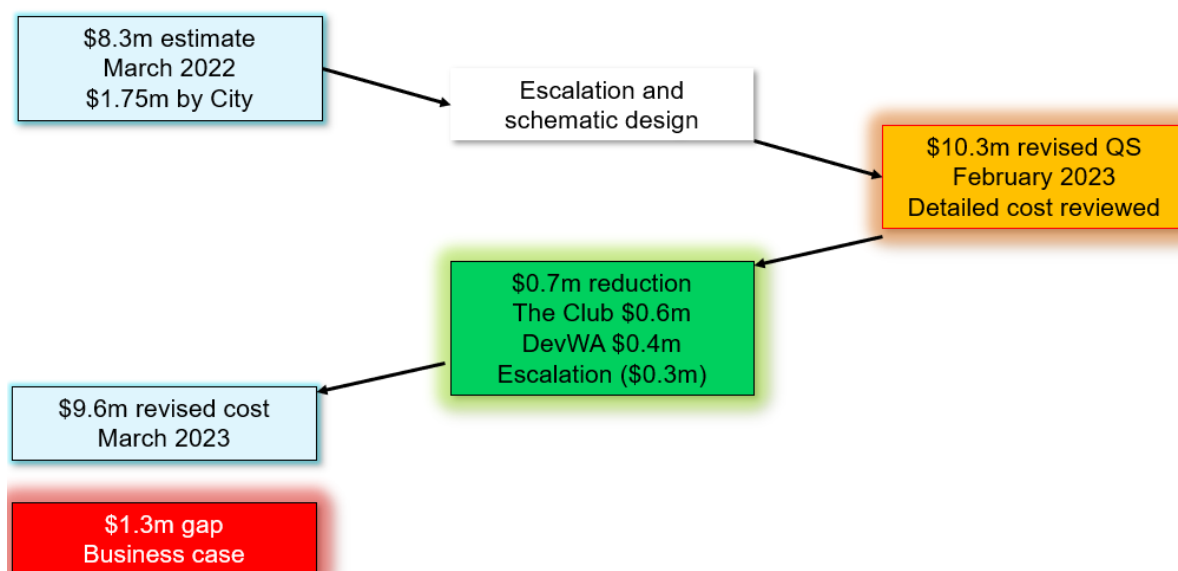 $8.3m estimate
March 2022
$1.75m by City
Escalation and
schematic design
$10.3m revised QS
February 2023
Detailed cost reviewed
$0.7m reduction
The Club $0.6m
DevWA $0.4m
Escalation ($0.3m)
$9.6m revised cost
March 2023
$1.3m gap
Business case